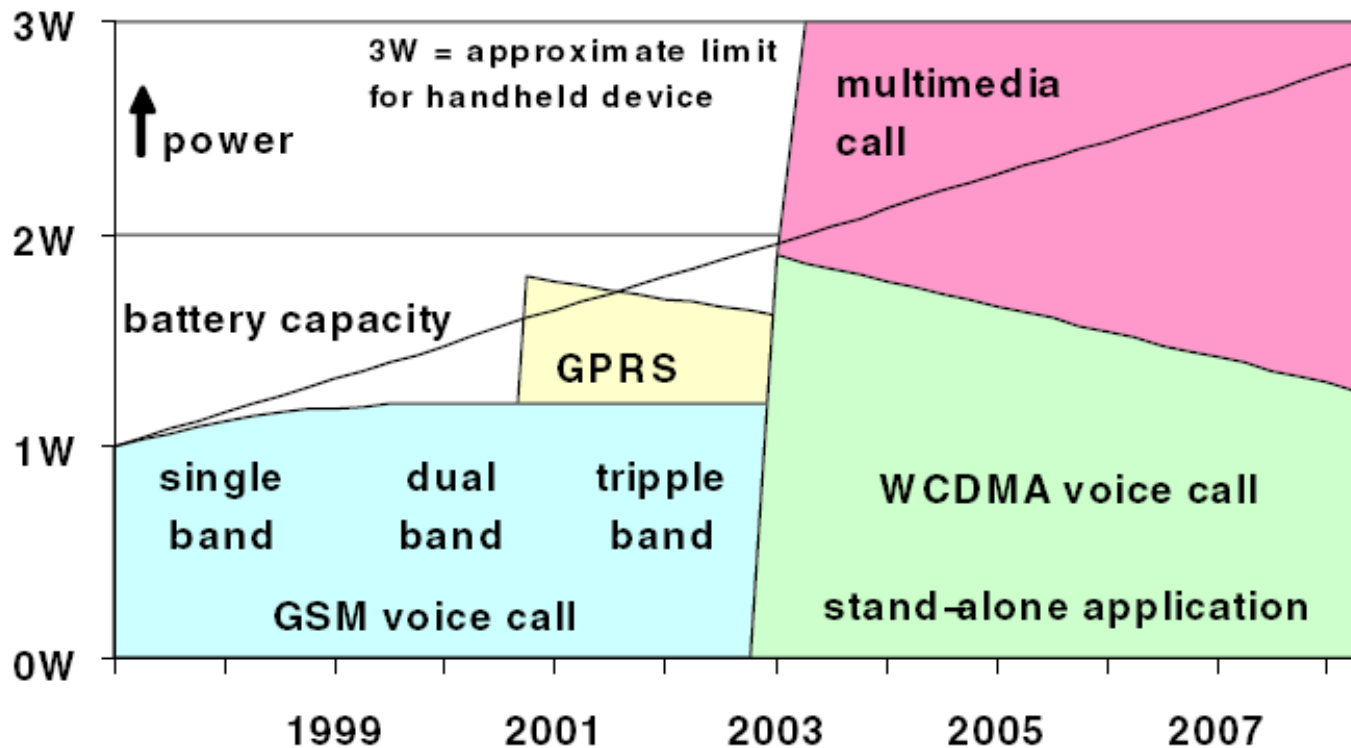 3W
3W = approximate limit
for handheld device
multimedia
call
power
2W
battery capacity
GPRS
1W
single
band
dual
band
tripple
band
WCDMA voice call
GSM voice call
stand-alone application
0W
1999
2001
2003
2005
2007